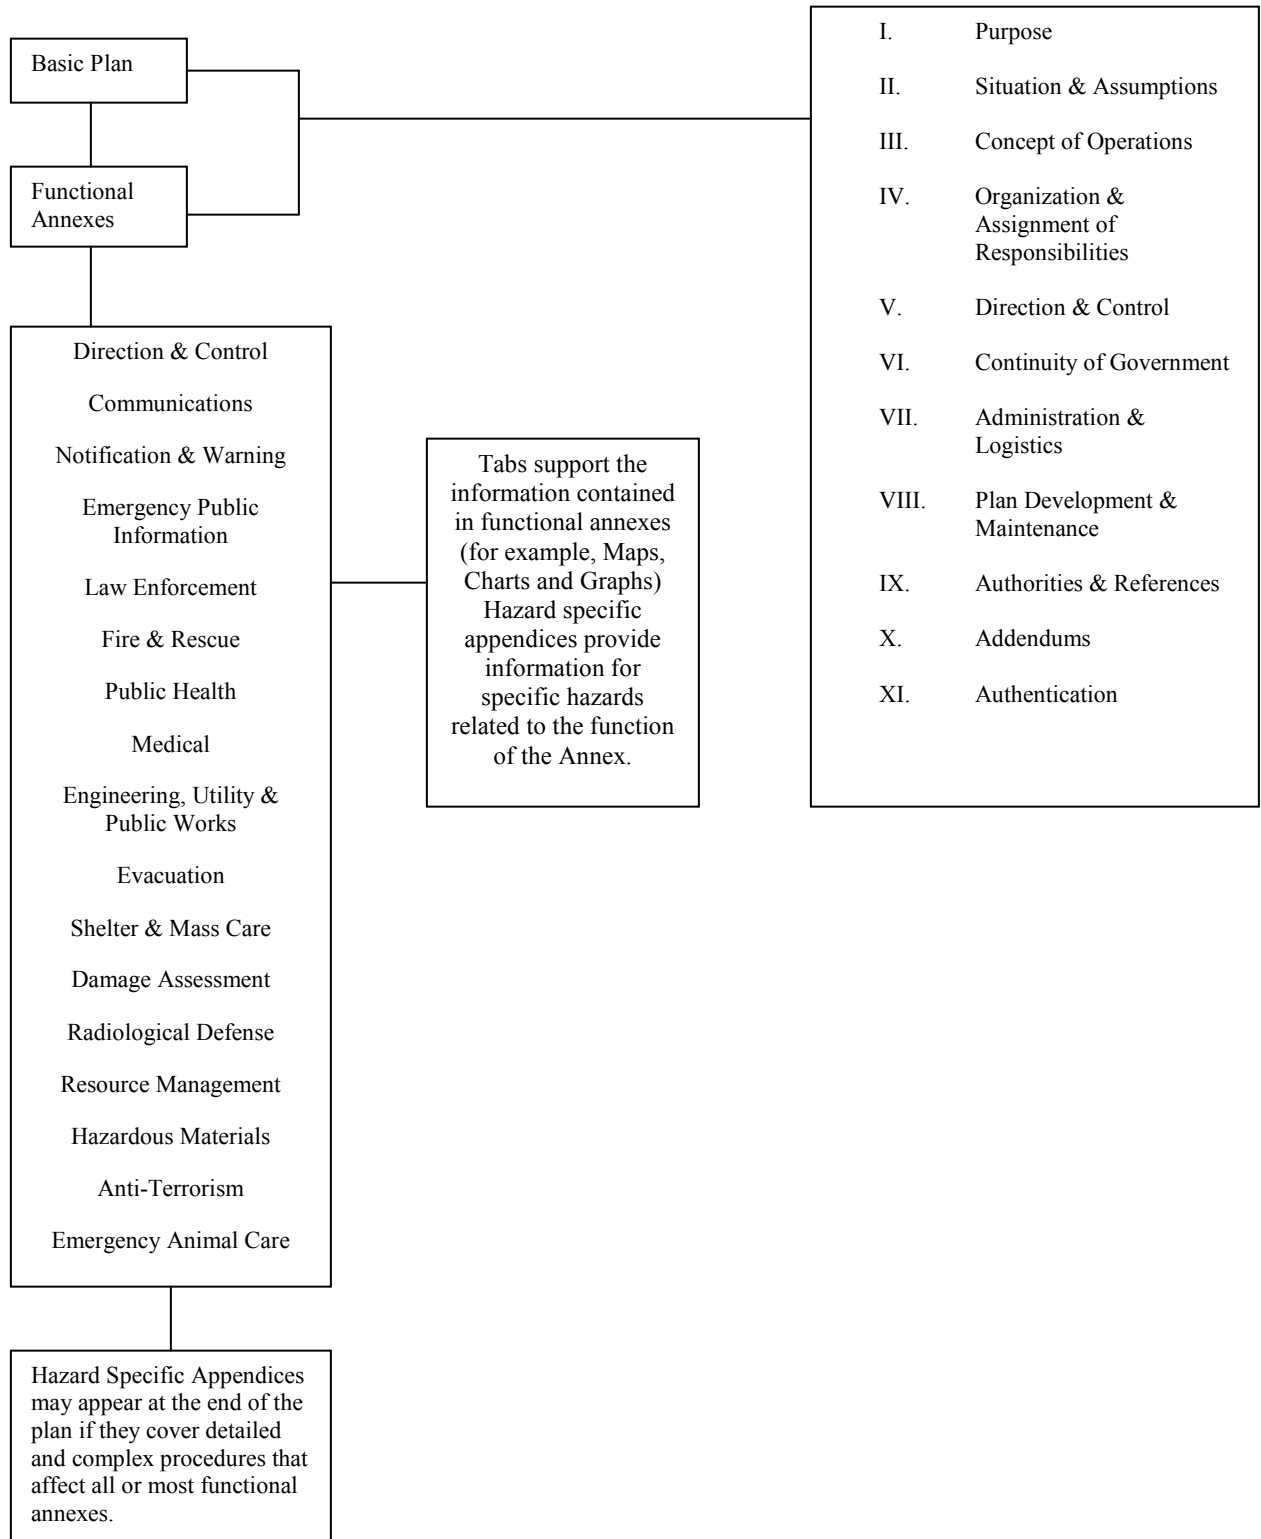 Basic Plan
Functional
Annexes
Direction & Control
Communications
Notification & Warning
Emergency Public
Information
Law Enforcement
Fire & Rescue
Public Health
Medical
Engineering, Utility &
Public Works
Evacuation
Shelter & Mass Care
Damage Assessment
Radiological Defense
Resource Management
Hazardous Materials
Anti-Terrorism
Emergency Animal Care
Hazard Specific Appendices
may appear at the end of the
plan if they cover detailed
and complex procedures that
affect all or most functional
annexes.
Tabs support the
information contained
in functional annexes
(for example, Maps,
Charts and Graphs)
Hazard specific
appendices provide
information for
specific hazards
related to the function
of the Annex.
I. Purpose
II. Situation & Assumptions
III. Concept of Operations
IV. Organization &
Assignment of
Responsibilities
V. Direction & Control
VI. Continuity of Government
VII. Administration &
Logistics
VIII. Plan Development &
Maintenance
IX. Authorities & References
X. Addendums
XI. Authentication